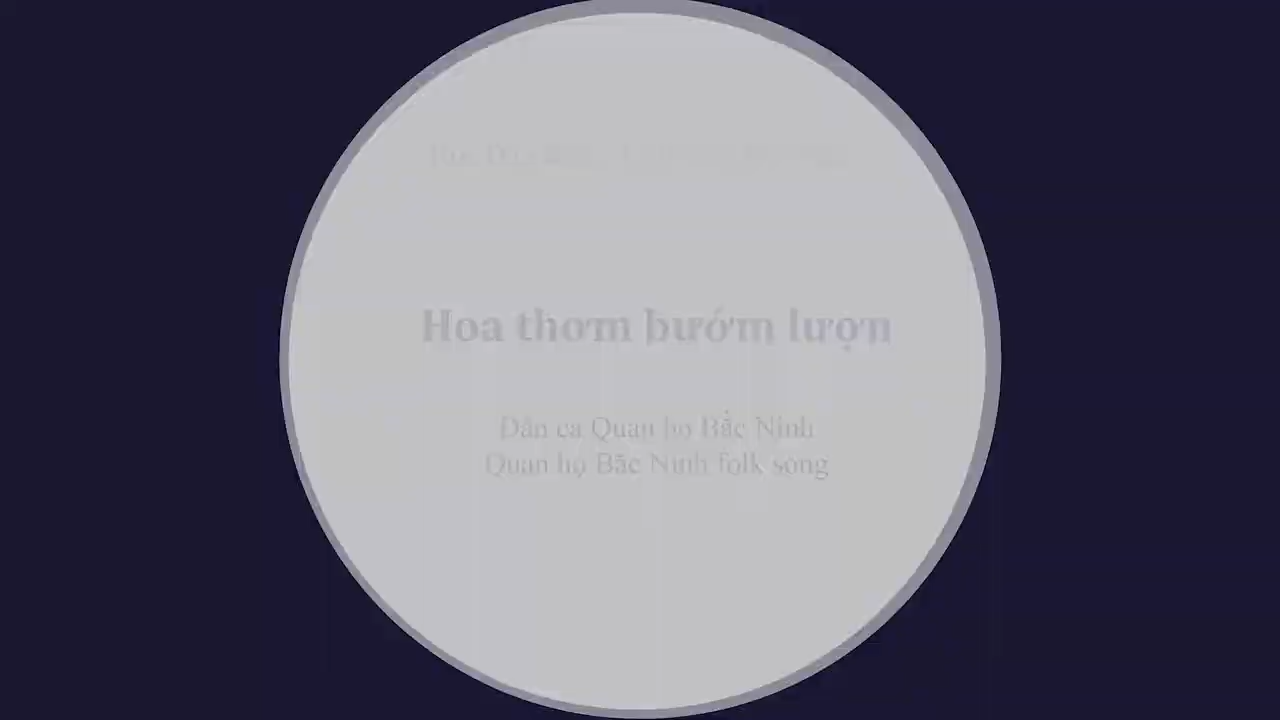 Hoa thơm bướm lượn
Dân ca Quan họ Bắc Ninh
Quan họ Bắc Ninh folk song